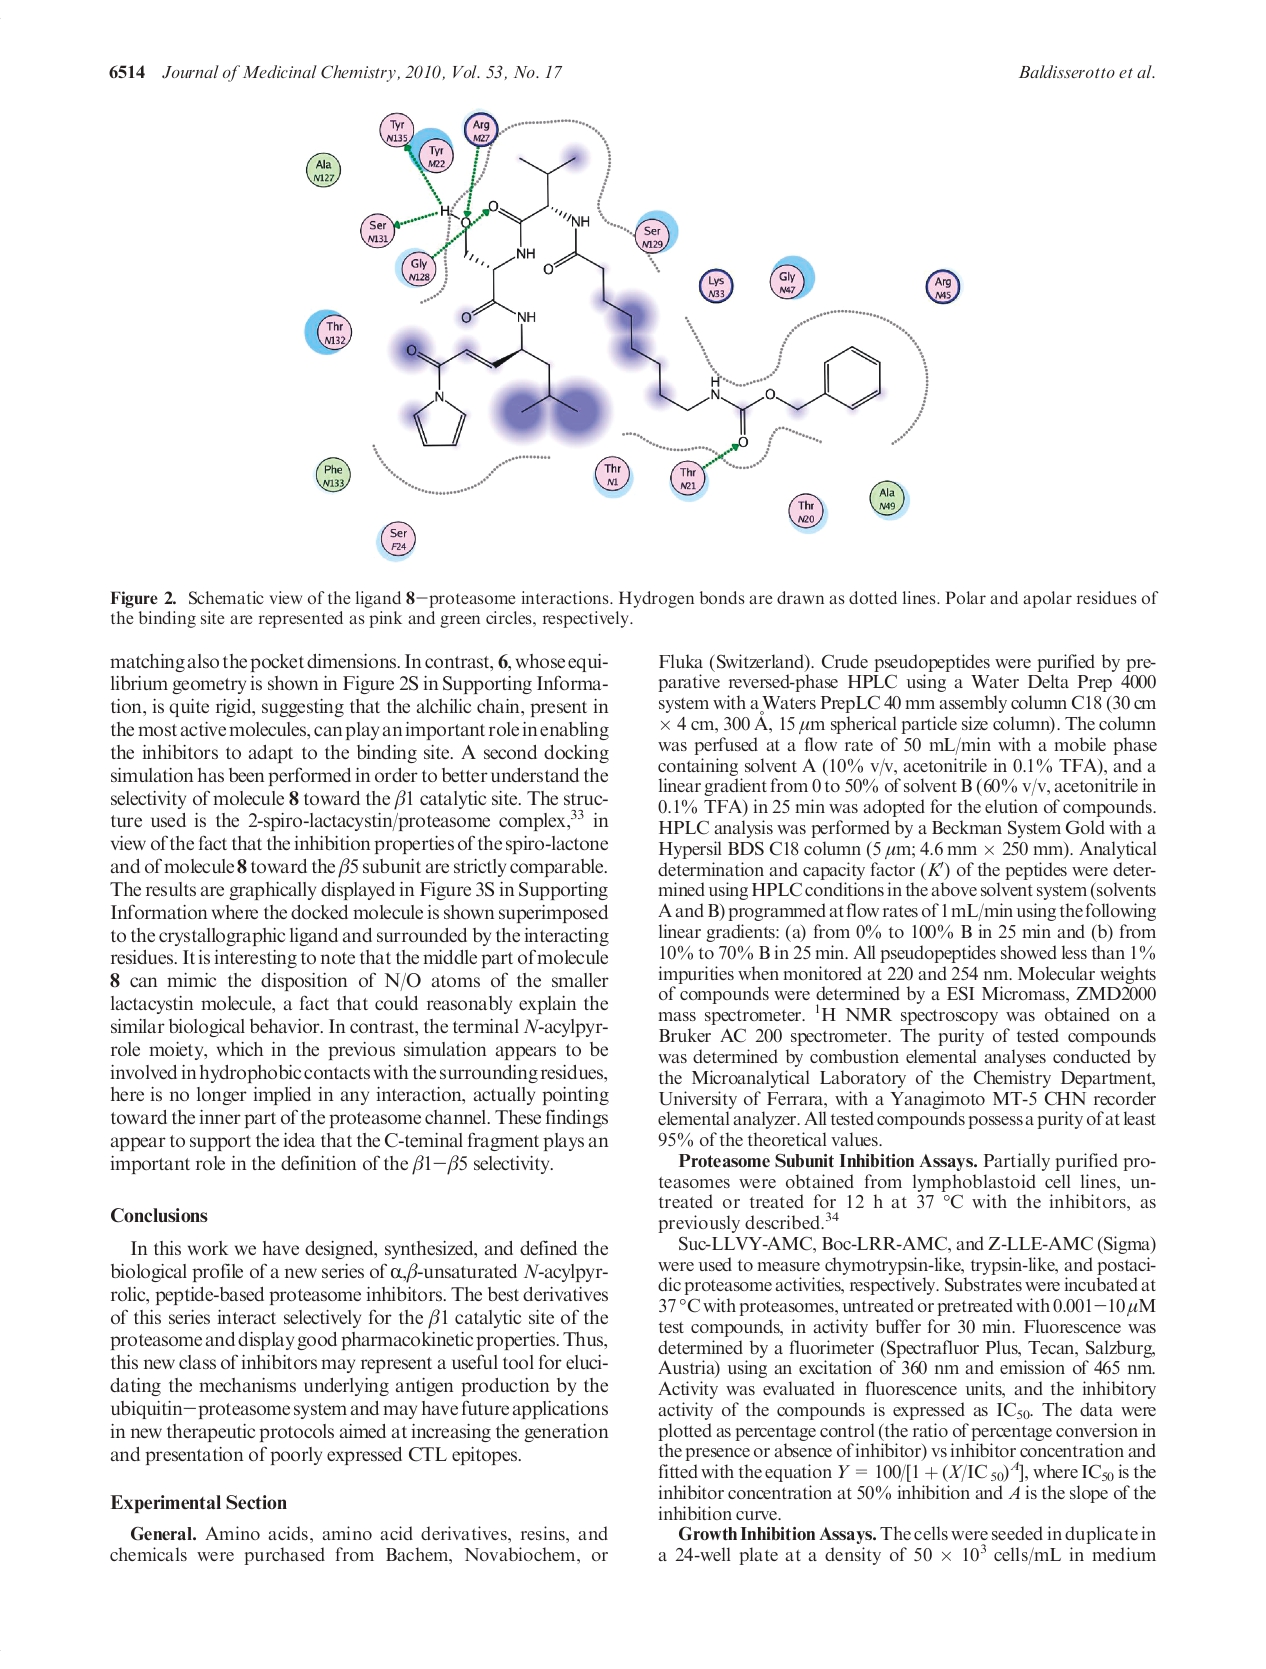 6514 Journal of Medicinal Chemistry, 2010, Vol. 53, No. 17
Baldisserotto et al.
Tyr
N135
Arg
M27
Tyr
M22
Ala
N127
H
O
O
NH
Ser
N131
Ser
N129
Gly
N128
NH
O
Lys
N33
Gly
N47
Arg
N45
O
NH
Thr
N132
O
H
N
O
N
O
Phe
N133
Thr
N1
Thr
N21
Thr
N20
Ala
N49
Ser
F24
Figure 2. Schematic view of the ligand 8−proteasome interactions. Hydrogen bonds are drawn as dotted lines. Polar and apolar residues of
the binding site are represented as pink and green circles, respectively.
matching also the pocket dimensions. In contrast, 6, whose equi-
librium geometry is shown in Figure 2S in Supporting Informa-
tion, is quite rigid, suggesting that the alchilic chain, present in
the most active molecules, can play an important role in enabling
the inhibitors to adapt to the binding site. A second docking
simulation has been performed in order to better understand the
selectivity of molecule 8 toward the β1 catalytic site. The struc-
ture used is the 2-spiro-lactacystin/proteasome complex,³³ in
view of the fact that the inhibition properties of the spiro-lactone
and of molecule 8 toward the β5 subunit are strictly comparable.
The results are graphically displayed in Figure 3S in Supporting
Information where the docked molecule is shown superimposed
to the crystallographic ligand and surrounded by the interacting
residues. It is interesting to note that the middle part of molecule
8 can mimic the disposition of N/O atoms of the smaller
lactacystin molecule, a fact that could reasonably explain the
similar biological behavior. In contrast, the terminal N-acylpyr-
role moiety, which in the previous simulation appears to be
involved in hydrophobic contacts with the surrounding residues,
here is no longer implied in any interaction, actually pointing
toward the inner part of the proteasome channel. These findings
appear to support the idea that the C-teminal fragment plays an
important role in the definition of the β1−β5 selectivity.
Conclusions
In this work we have designed, synthesized, and defined the
biological profile of a new series of α,β-unsaturated N-acylpyr-
rolic, peptide-based proteasome inhibitors. The best derivatives
of this series interact selectively for the β1 catalytic site of the
proteasome and display good pharmacokinetic properties. Thus,
this new class of inhibitors may represent a useful tool for eluci-
dating the mechanisms underlying antigen production by the
ubiquitin−proteasome system and may have future applications
in new therapeutic protocols aimed at increasing the generation
and presentation of poorly expressed CTL epitopes.
Experimental Section
General. Amino acids, amino acid derivatives, resins, and
chemicals were purchased from Bachem, Novabiochem, or
Fluka (Switzerland). Crude pseudopeptides were purified by pre-
parative reversed-phase HPLC using a Water Delta Prep 4000
system with a Waters PrepLC 40 mm assembly column C18 (30 cm
× 4 cm, 300 Å, 15 μm spherical particle size column). The column
was perfused at a flow rate of 50 mL/min with a mobile phase
containing solvent A (10% v/v, acetonitrile in 0.1% TFA), and a
linear gradient from 0 to 50% of solvent B (60% v/v, acetonitrile in
0.1% TFA) in 25 min was adopted for the elution of compounds.
HPLC analysis was performed by a Beckman System Gold with a
Hypersil BDS C18 column (5 μm; 4.6 mm × 250 mm). Analytical
determination and capacity factor (K′) of the peptides were deter-
mined using HPLC conditions in the above solvent system (solvents
A and B) programmed at flow rates of 1 mL/min using the following
linear gradients: (a) from 0% to 100% B in 25 min and (b) from
10% to 70% B in 25 min. All pseudopeptides showed less than 1%
impurities when monitored at 220 and 254 nm. Molecular weights
of compounds were determined by a ESI Micromass, ZMD2000
mass spectrometer. ¹H NMR spectroscopy was obtained on a
Bruker AC 200 spectrometer. The purity of tested compounds
was determined by combustion elemental analyses conducted by
the Microanalytical Laboratory of the Chemistry Department,
University of Ferrara, with a Yanagimoto MT-5 CHN recorder
elemental analyzer. All tested compounds possess a purity of at least
95% of the theoretical values.
Proteasome Subunit Inhibition Assays. Partially purified pro-
teasomes were obtained from lymphoblastoid cell lines, un-
treated or treated for 12 h at 37 °C with the inhibitors, as
previously described.³⁴
Suc-LLVY-AMC, Boc-LRR-AMC, and Z-LLE-AMC (Sigma)
were used to measure chymotrypsin-like, trypsin-like, and postaci-
dic proteasome activities, respectively. Substrates were incubated at
37 °C with proteasomes, untreated or pretreated with 0.001−10 μM
test compounds, in activity buffer for 30 min. Fluorescence was
determined by a fluorimeter (Spectrafluor Plus, Tecan, Salzburg,
Austria) using an excitation of 360 nm and emission of 465 nm.
Activity was evaluated in fluorescence units, and the inhibitory
activity of the compounds is expressed as IC₅₀. The data were
plotted as percentage control (the ratio of percentage conversion in
the presence or absence of inhibitor) vs inhibitor concentration and
fitted with the equation Y = 100/[1 + (X/IC₅₀)ᴬ], where IC₅₀ is the
inhibitor concentration at 50% inhibition and A is the slope of the
inhibition curve.
Growth Inhibition Assays. The cells were seeded in duplicate in
a 24-well plate at a density of 50 × 10³ cells/mL in medium